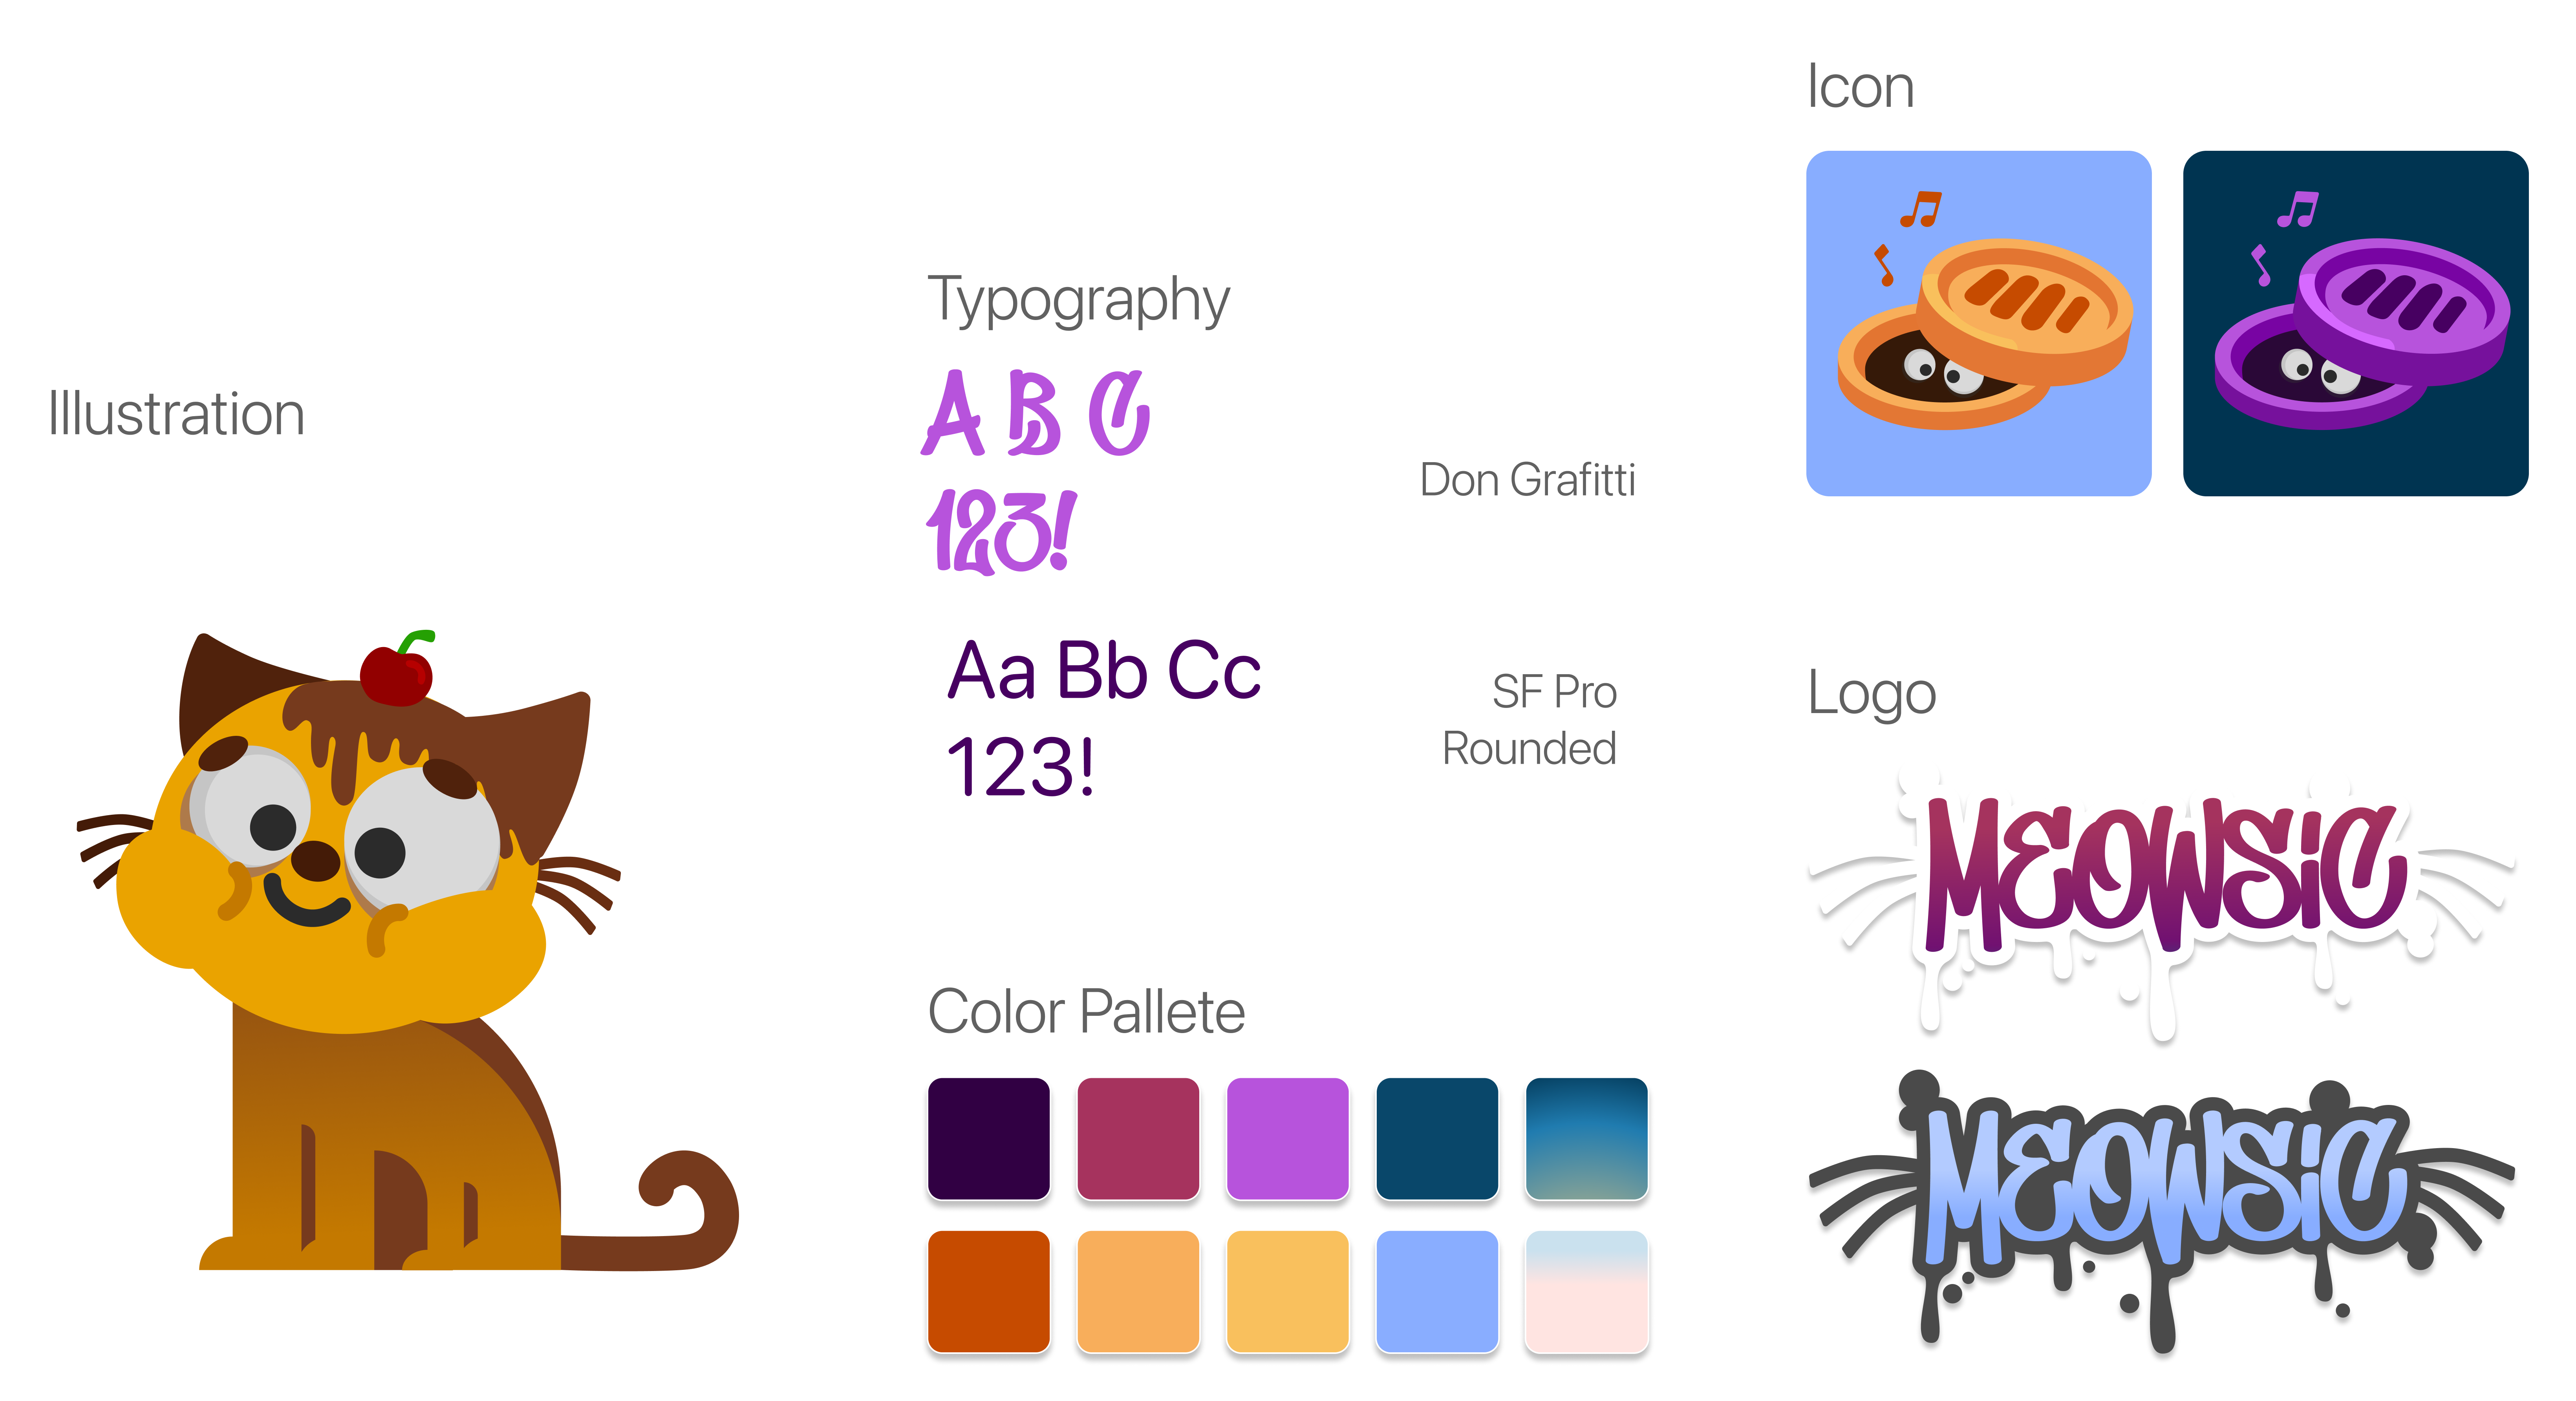 Illustration
Typography
A B C
123!
Don Grafitti
Aa Bb Cc
123!
SF Pro
Rounded
Color Pallete
Icon
Logo
MEOWSiC
MEOWSiC